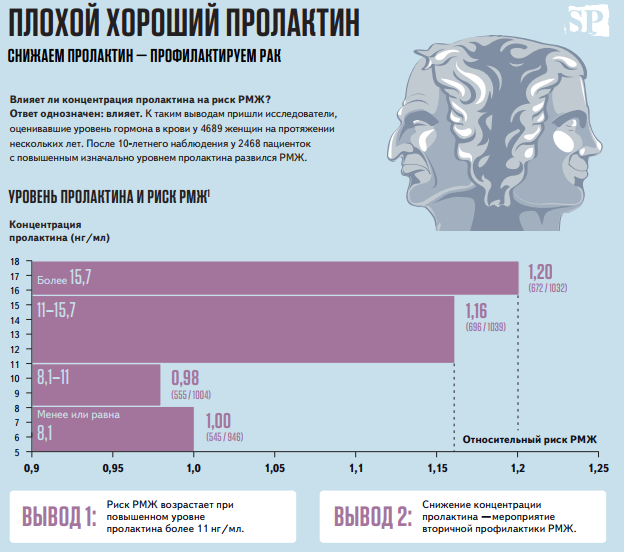 ПЛОХОЙ ХОРОШИЙ ПРОЛАКТИН
SP
СНИЖАЕМ ПРОЛАКТИН — ПРОФИЛАКТИРУЕМ РАК
Влияет ли концентрация пролактина на риск РМЖ?
Ответ однозначен: влияет. К таким выводам пришли исследователи,
оценивавшие уровень гормона в крови у 4689 женщин на протяжении
нескольких лет. После 10-летнего наблюдения у 2468 пациенток
с повышенным изначально уровнем пролактина развился РМЖ.
УРОВЕНЬ ПРОЛАКТИНА И РИСК РМЖ¹
Концентрация
пролактина (нг/мл)
18
17
16
15
14
13
12
11
10
9
8
7
6
5
Более 15,7
1,20
(672 / 1032)
11–15,7
1,16
(696 / 1039)
8,1–11
0,98
(555 / 1004)
Менее или равна
8,1
1,00
(545 / 946)
Относительный риск РМЖ
0,9
0,95
1,0
1,05
1,1
1,15
1,2
1,25
ВЫВОД 1:
Риск РМЖ возрастает при
повышенном уровне
пролактина более 11 нг/мл.
ВЫВОД 2:
Снижение концентрации
пролактина — мероприятие
вторичной профилактики РМЖ.